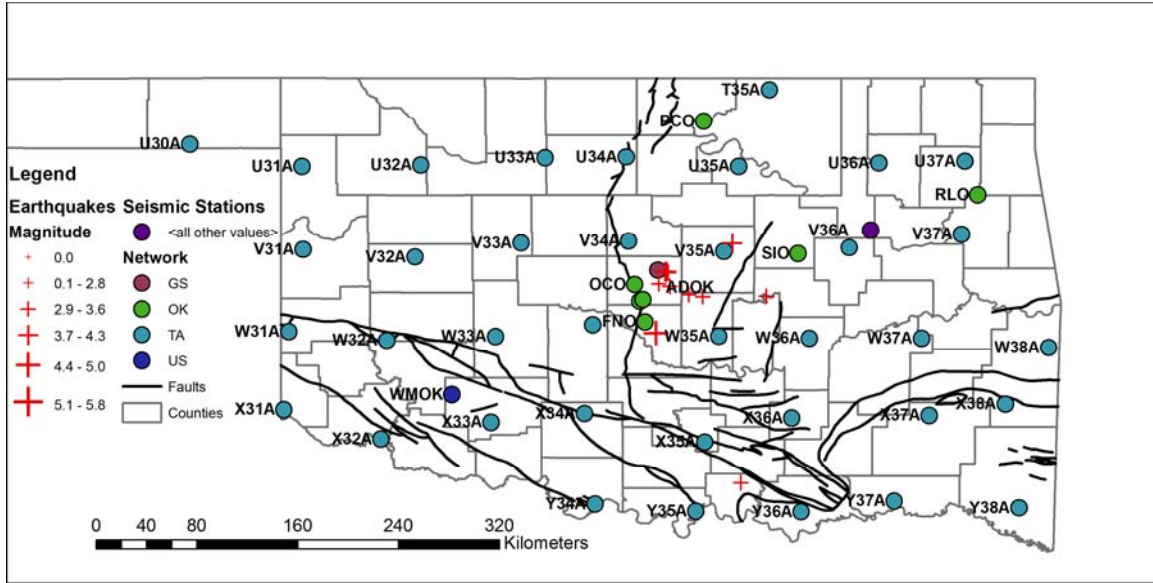 T35A
PCO
U30A
U31A
U32A
U33A
U34A
U35A
U36A
U37A
RLO
Legend
Earthquakes
Magnitude
0.0
0.1 - 2.8
2.9 - 3.6
3.7 - 4.3
4.4 - 5.0
5.1 - 5.8
Seismic Stations
<all other values>
Network
GS
OK
TA
US
Faults
Counties
V31A
V32A
V33A
V34A
V35A
SIO
V36A
V37A
OCO
ADOK
FNO
W31A
W32A
W33A
W35A
W36A
W37A
W38A
WMOK
X31A
X32A
X33A
X34A
X35A
X36A
X37A
X38A
Y34A
Y35A
Y36A
Y37A
Y38A
0 40 80 160 240 320
Kilometers